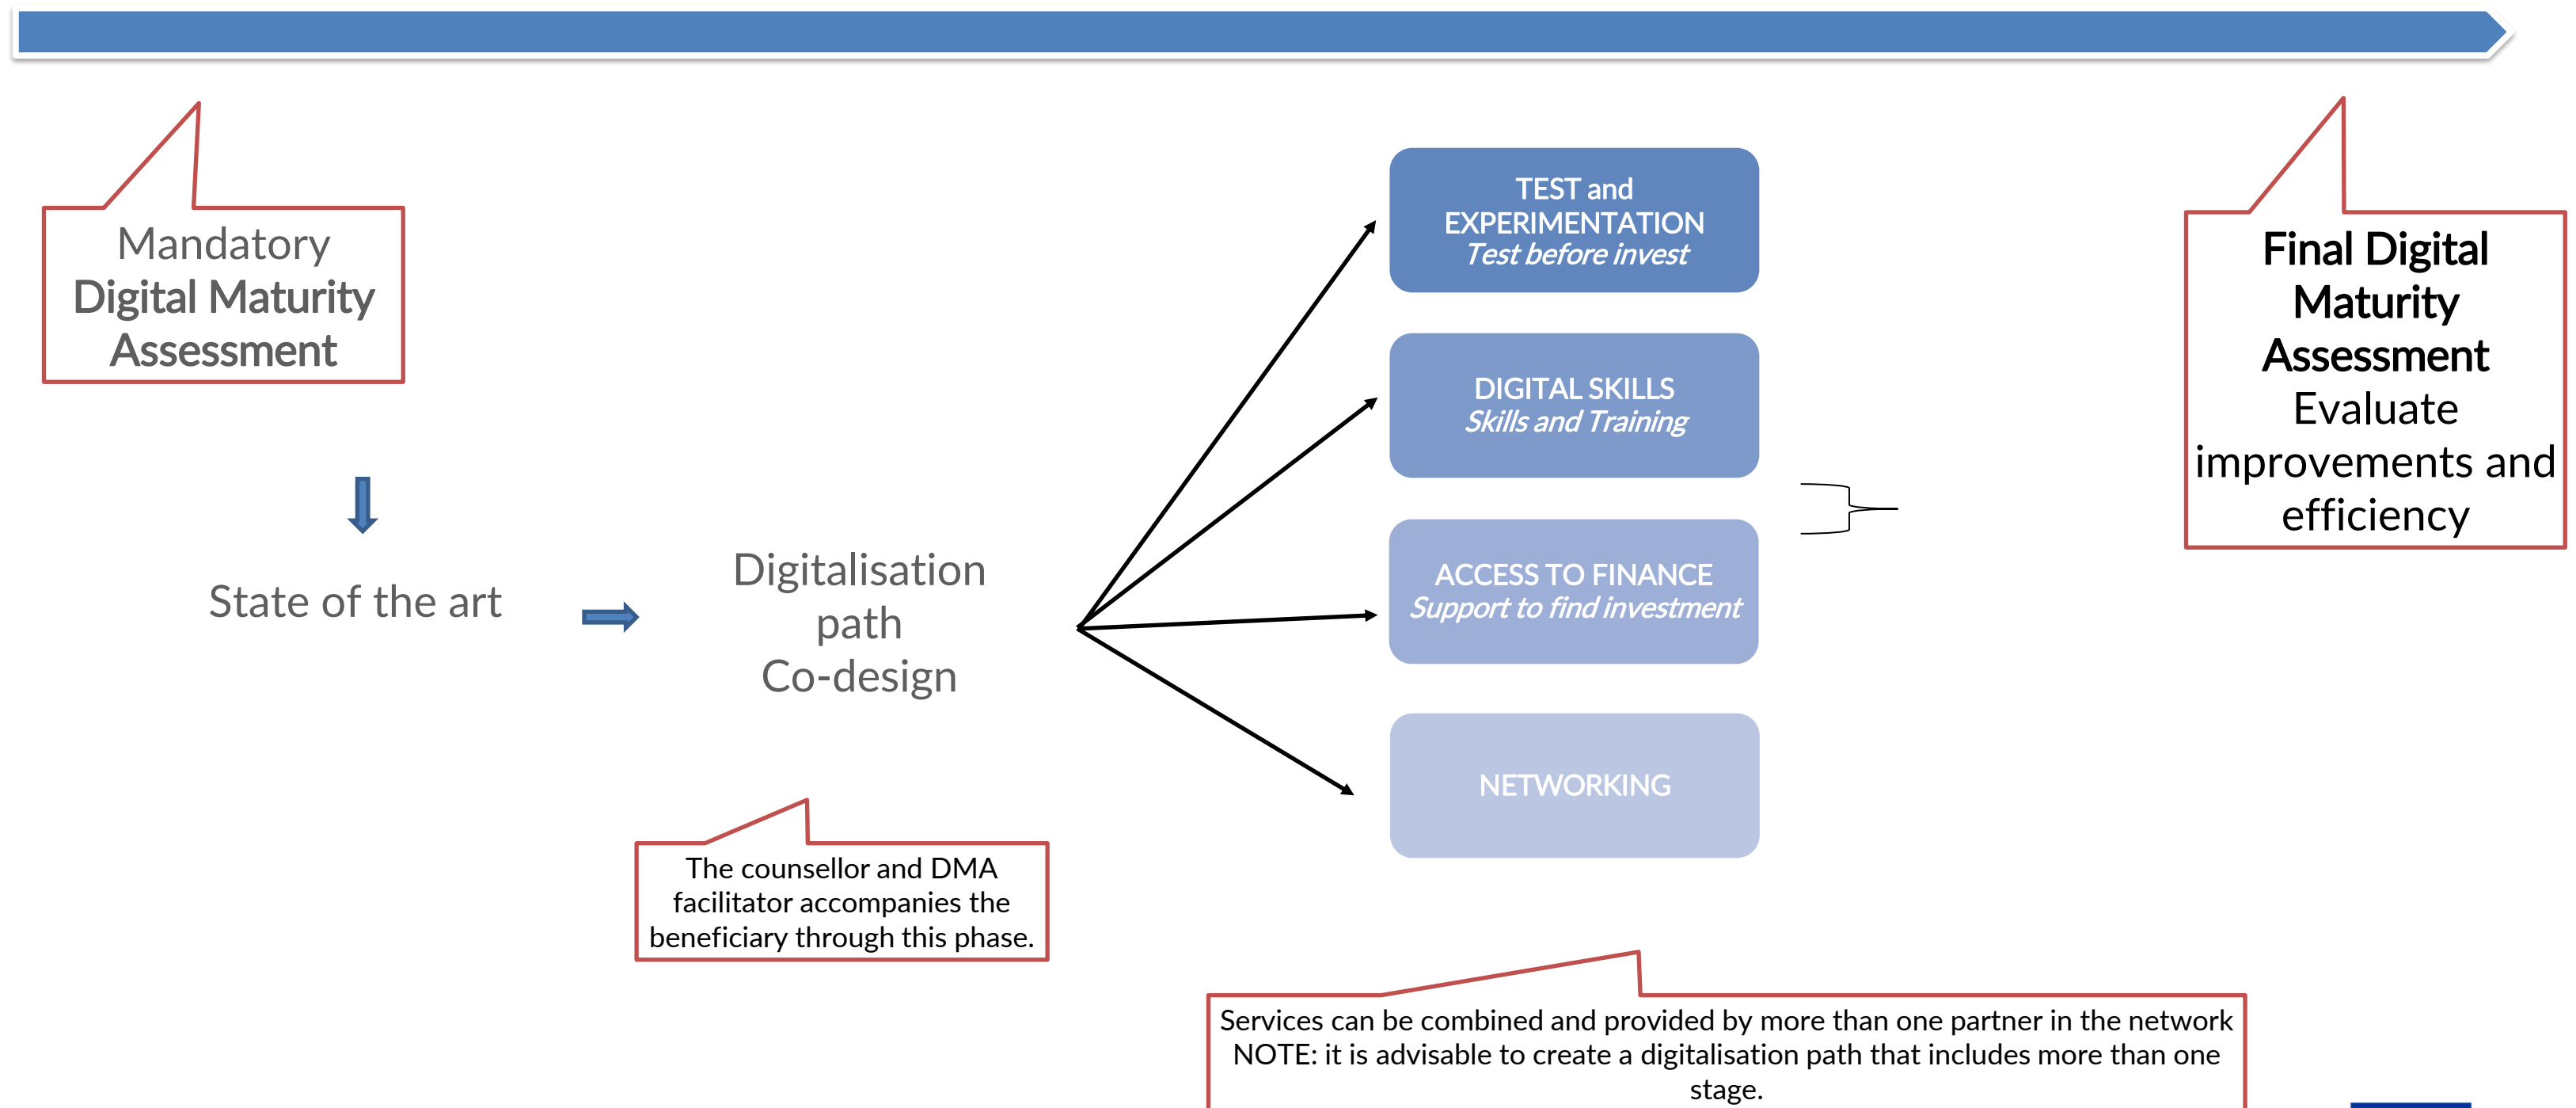 Mandatory
Digital Maturity
Assessment
State of the art
Digitalisation
path
Co-design
The counsellor and DMA
facilitator accompanies the
beneficiary through this phase.
TEST and
EXPERIMENTATION
Test before invest
DIGITAL SKILLS
Skills and Training
ACCESS TO FINANCE
Support to find investment
NETWORKING
Services can be combined and provided by more than one partner in the network
NOTE: it is advisable to create a digitalisation path that includes more than one
stage.
Final Digital
Maturity
Assessment
Evaluate
improvements and
efficiency